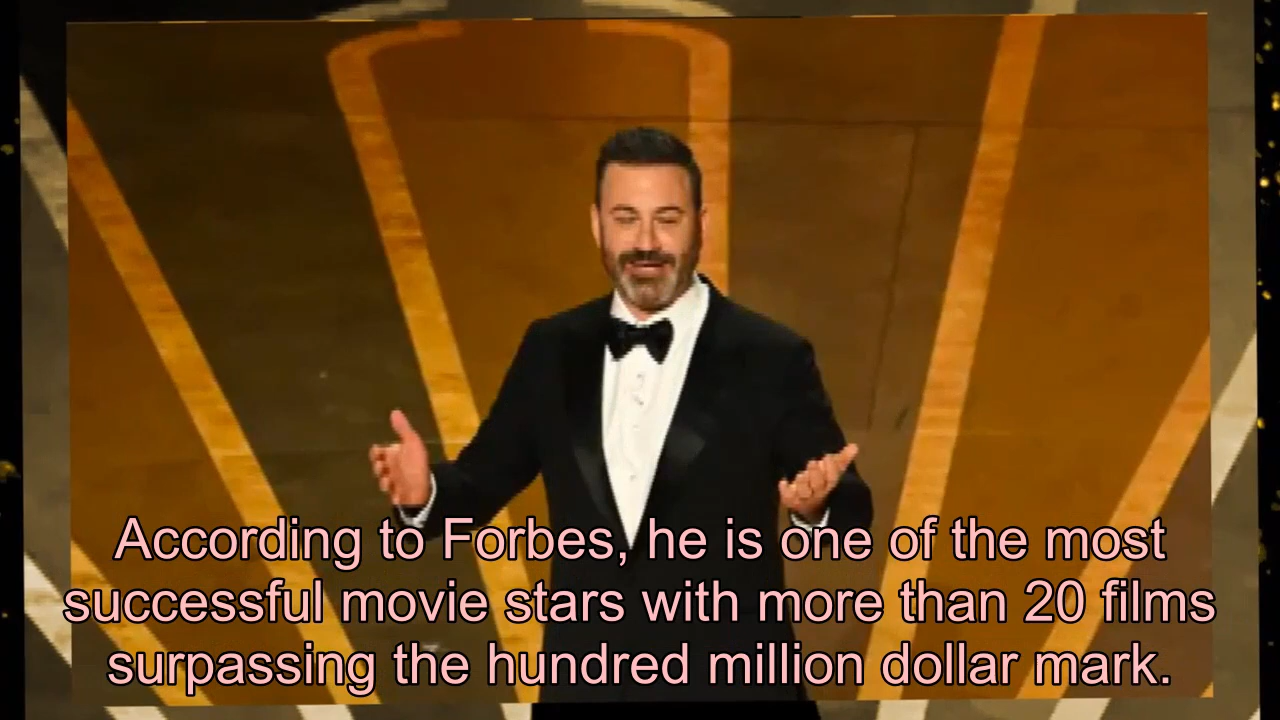 According to Forbes, he is one of the most
successful movie stars with more than 20 films
surpassing the hundred million dollar mark.